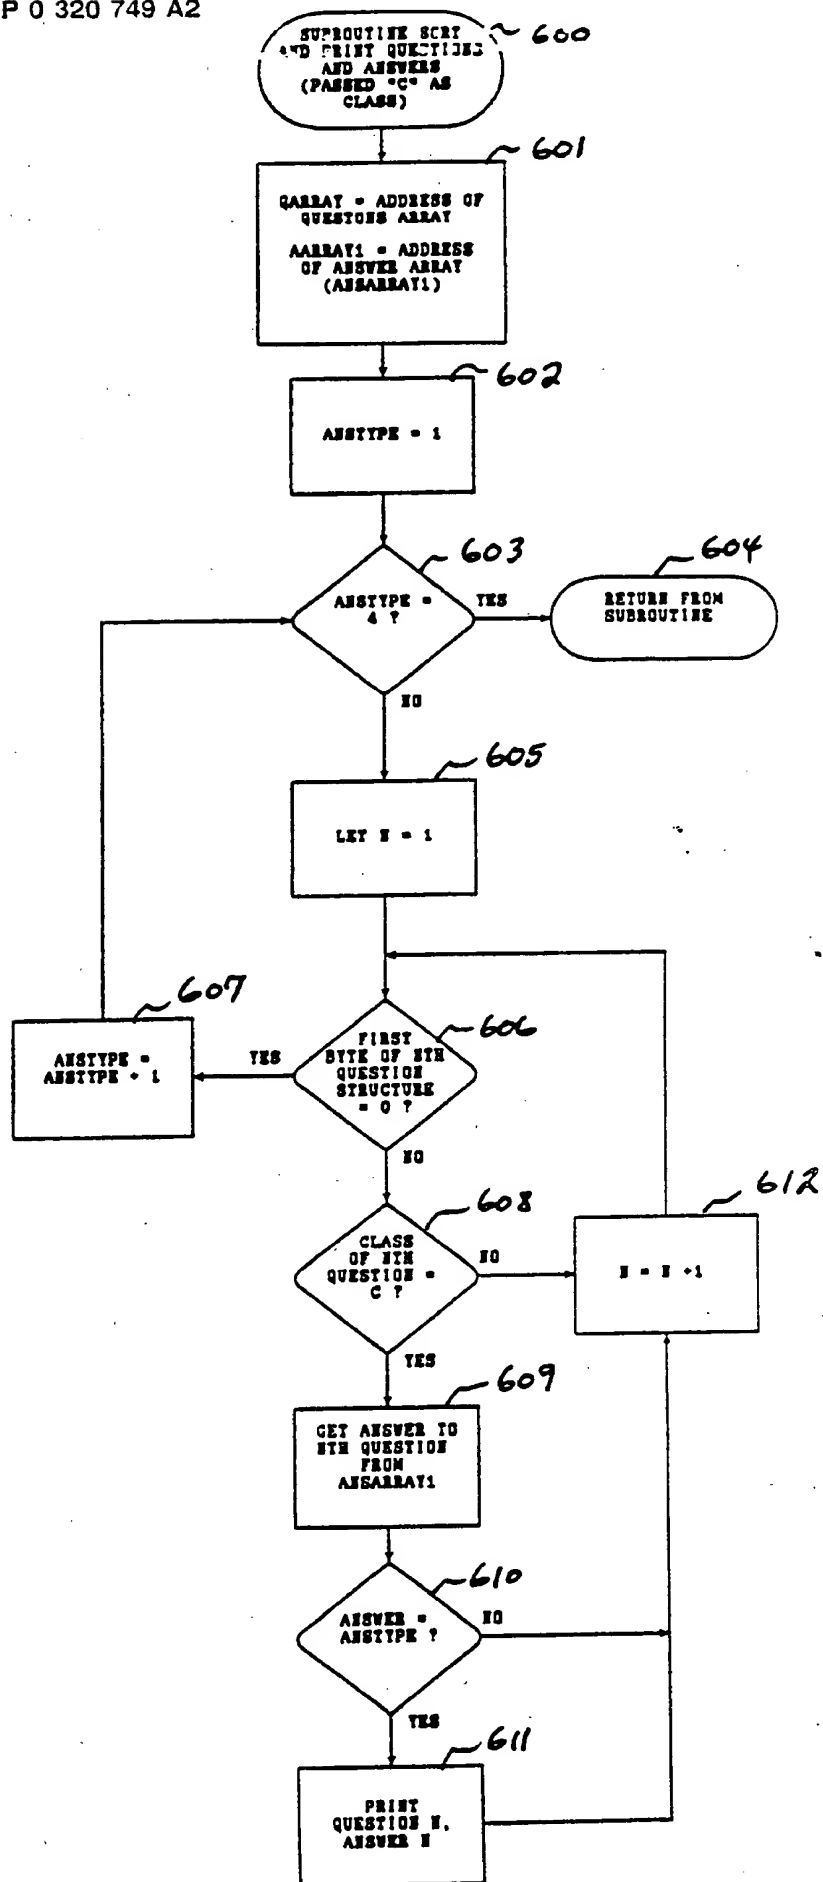 P 0 320 749 A2
SUBROUTINE SORT
AND PRINT QUESTIONS
AND ANSWERS
(PASSED "C" AS
CLASS)
600
601
QARRAY = ADDRESS OF
QUESTONS ARRAY
AARRAY1 = ADDRESS
OF ANSWER ARRAY
(ANSARRAY1)
602
ANSTYPE = 1
603
ANSTYPE =
4 ?
YES
604
RETURN FROM
SUBROUTINE
NO
605
LET N = 1
607
ANSTYPE =
ANSTYPE + 1
YES
606
FIRST
BYTE OF NTH
QUESTION
STRUCTURE
= 0 ?
NO
608
CLASS
OF NTH
QUESTION =
C ?
NO
612
N = N +1
YES
609
GET ANSWER TO
NTH QUESTION
FROM
ANSARRAY1
610
ANSWER =
ANSTYPE ?
NO
YES
611
PRINT
QUESTION N,
ANSWER N